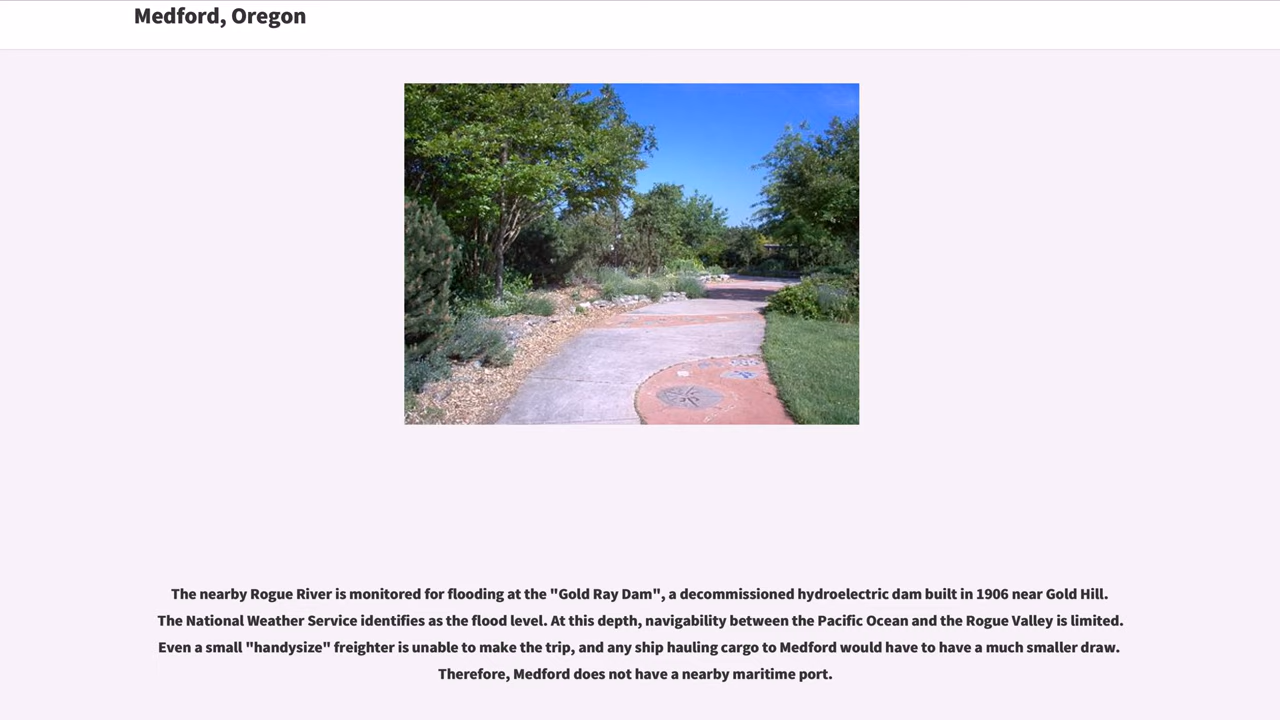 Medford, Oregon
The nearby Rogue River is monitored for flooding at the "Gold Ray Dam", a decommissioned hydroelectric dam built in 1906 near Gold Hill.
The National Weather Service identifies as the flood level. At this depth, navigability between the Pacific Ocean and the Rogue Valley is limited.
Even a small "handysize" freighter is unable to make the trip, and any ship hauling cargo to Medford would have to have a much smaller draw.
Therefore, Medford does not have a nearby maritime port.